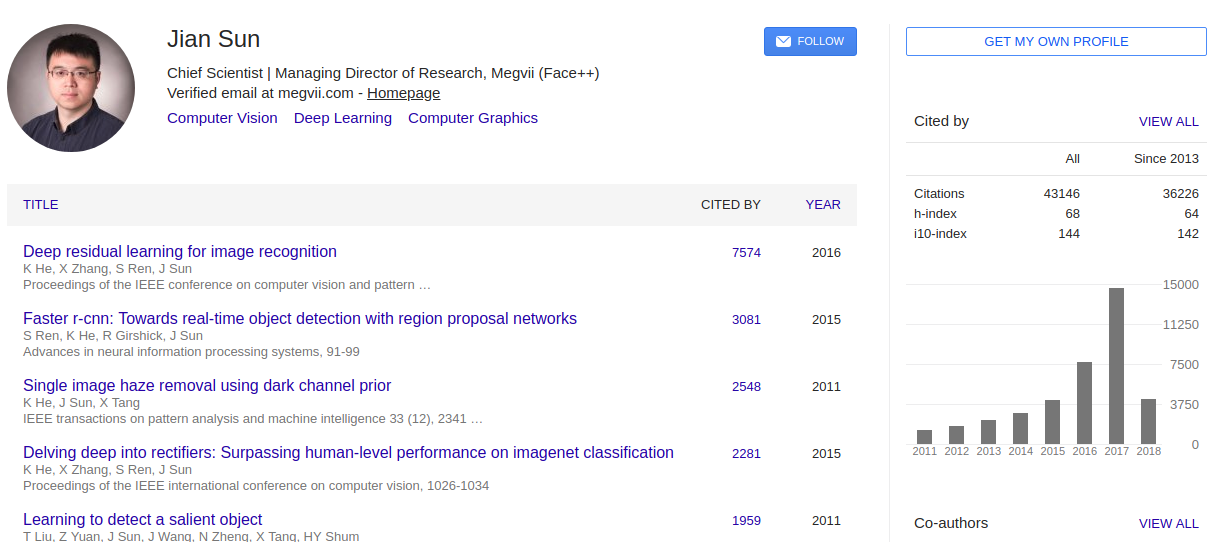 Jian Sun
FOLLOW
Chief Scientist | Managing Director of Research, Megvii (Face++)
Verified email at megvii.com - Homepage
Computer Vision Deep Learning Computer Graphics
TITLE CITED BY YEAR
Deep residual learning for image recognition 7574 2016
K He, X Zhang, S Ren, J Sun
Proceedings of the IEEE conference on computer vision and pattern …
Faster r-cnn: Towards real-time object detection with region proposal networks 3081 2015
S Ren, K He, R Girshick, J Sun
Advances in neural information processing systems, 91-99
Single image haze removal using dark channel prior 2548 2011
K He, J Sun, X Tang
IEEE transactions on pattern analysis and machine intelligence 33 (12), 2341 …
Delving deep into rectifiers: Surpassing human-level performance on imagenet classification 2281 2015
K He, X Zhang, S Ren, J Sun
Proceedings of the IEEE international conference on computer vision, 1026-1034
Learning to detect a salient object 1959 2011
T Liu, Z Yuan, J Sun, J Wang, N Zheng, X Tang, HY Shum
GET MY OWN PROFILE
Cited by VIEW ALL
All Since 2013
Citations 43146 36226
h-index 68 64
i10-index 144 142
15000
11250
7500
3750
0
2011 2012 2013 2014 2015 2016 2017 2018
Co-authors VIEW ALL